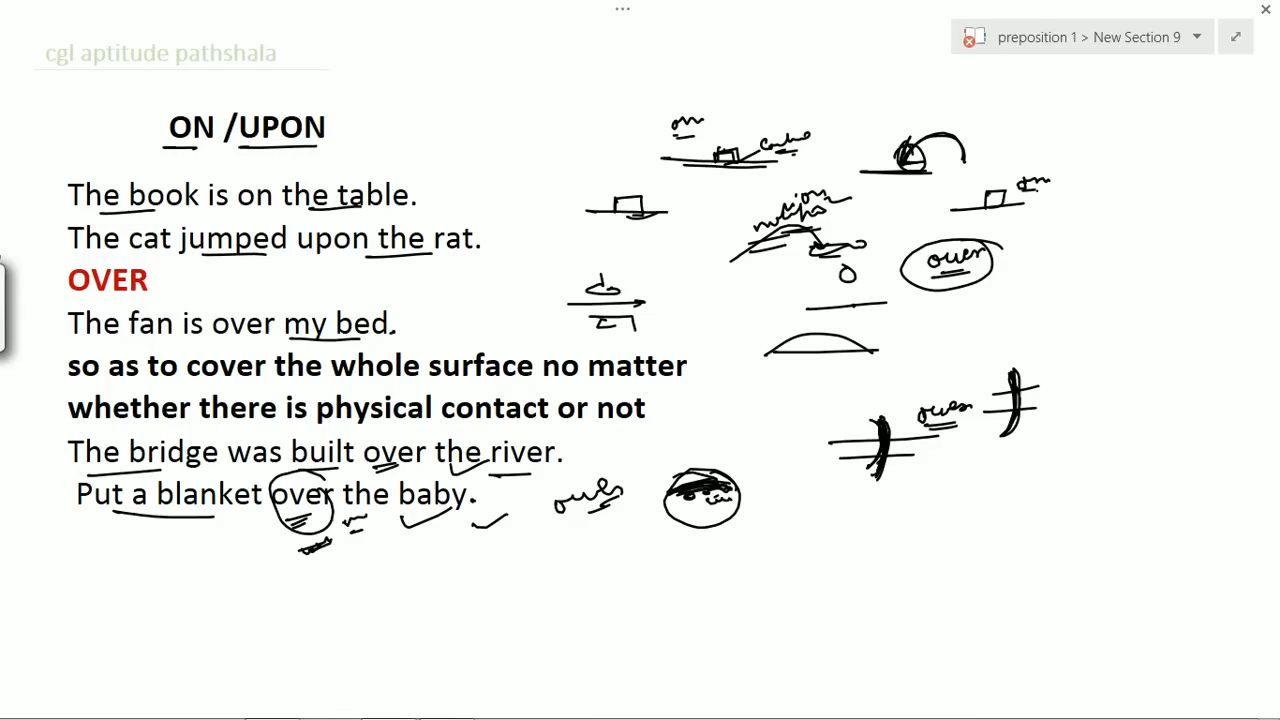 cgl aptitude pathshala
preposition 1 > New Section 9
ON /UPON
on
The book is on the table.
The cat jumped upon the rat.
over
OVER
The fan is over my bed.
so as to cover the whole surface no matter
whether there is physical contact or not
over
The bridge was built over the river.
Put a blanket over the baby.
over